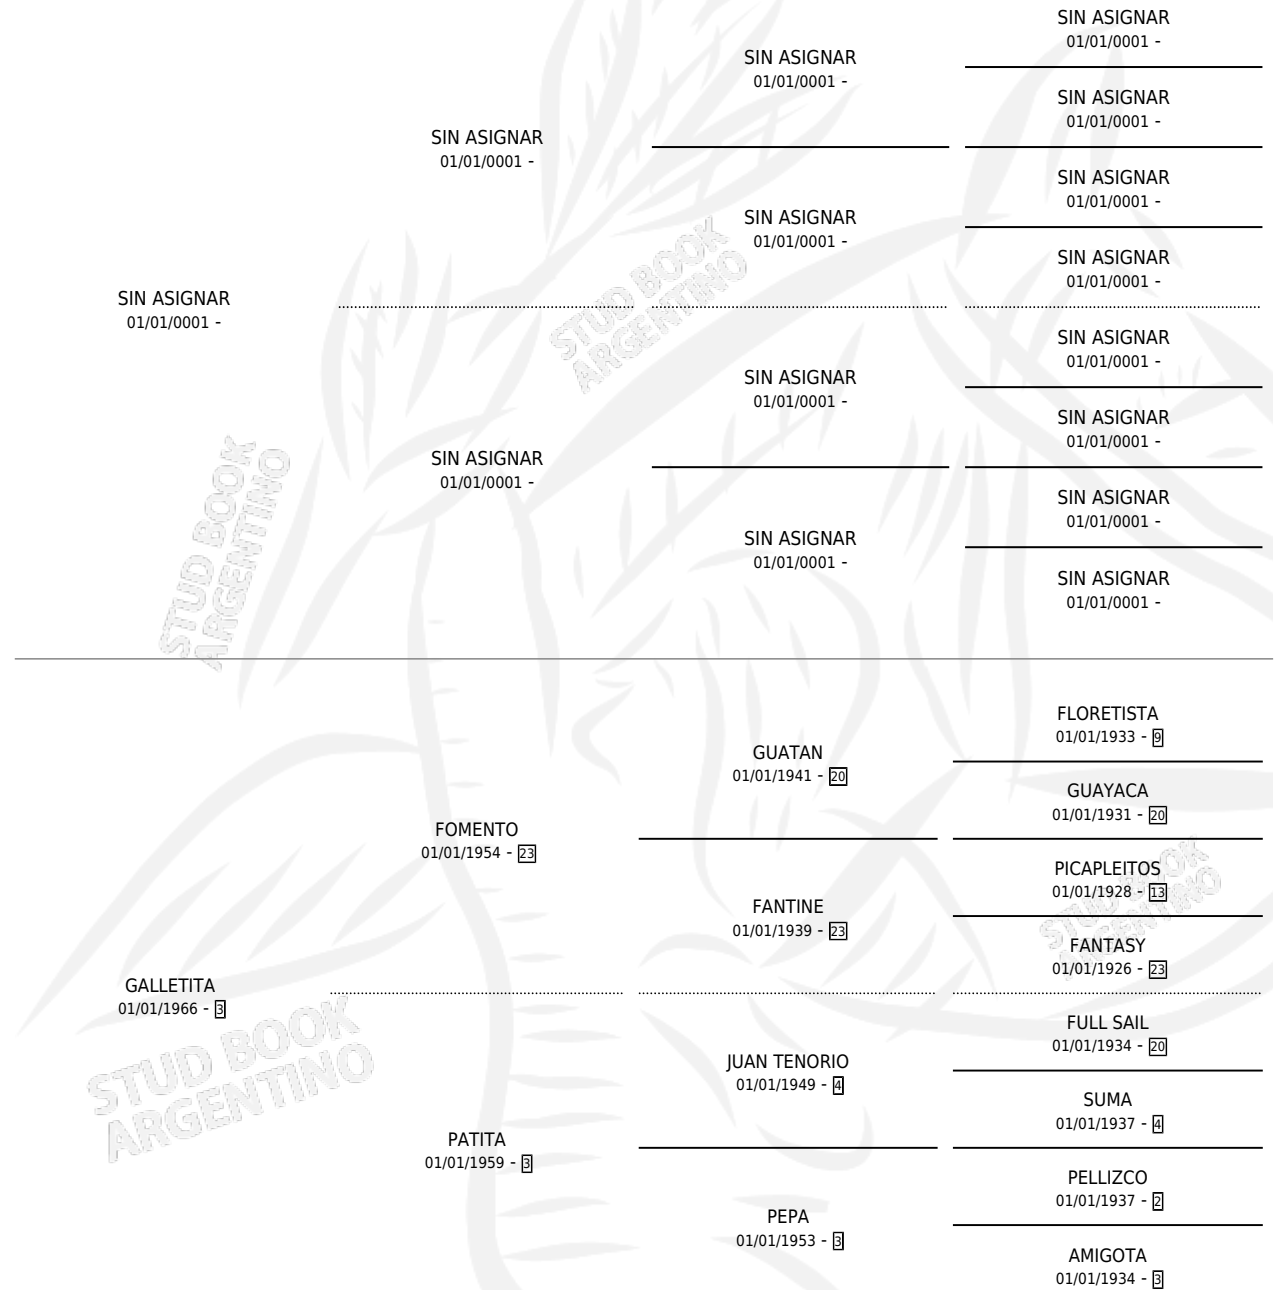 SIN ASIGNAR
01/01/0001 -
SIN ASIGNAR
01/01/0001 -
SIN ASIGNAR
01/01/0001 -
SIN ASIGNAR
01/01/0001 -
SIN ASIGNAR
01/01/0001 -
SIN ASIGNAR
01/01/0001 -
SIN ASIGNAR
01/01/0001 -
SIN ASIGNAR
01/01/0001 -
SIN ASIGNAR
01/01/0001 -
SIN ASIGNAR
01/01/0001 -
SIN ASIGNAR
01/01/0001 -
SIN ASIGNAR
01/01/0001 -
SIN ASIGNAR
01/01/0001 -
SIN ASIGNAR
01/01/0001 -
SIN ASIGNAR
01/01/0001 -
STUD BOOK
ARGENTINO
STUD BOOK
ARGENTINO
GALLETITA
01/01/1966 - 3
FOMENTO
01/01/1954 - 23
PATITA
01/01/1959 - 3
GUATAN
01/01/1941 - 20
FANTINE
01/01/1939 - 23
JUAN TENORIO
01/01/1949 - 4
PEPA
01/01/1953 - 3
FLORETISTA
01/01/1933 - 9
GUAYACA
01/01/1931 - 20
PICAPLEITOS
01/01/1928 - 13
FANTASY
01/01/1926 - 23
FULL SAIL
01/01/1934 - 20
SUMA
01/01/1937 - 4
PELLIZCO
01/01/1937 - 2
AMIGOTA
01/01/1934 - 3
STUD BOOK
ARGENTINO
STUD BOOK
ARGENTINO